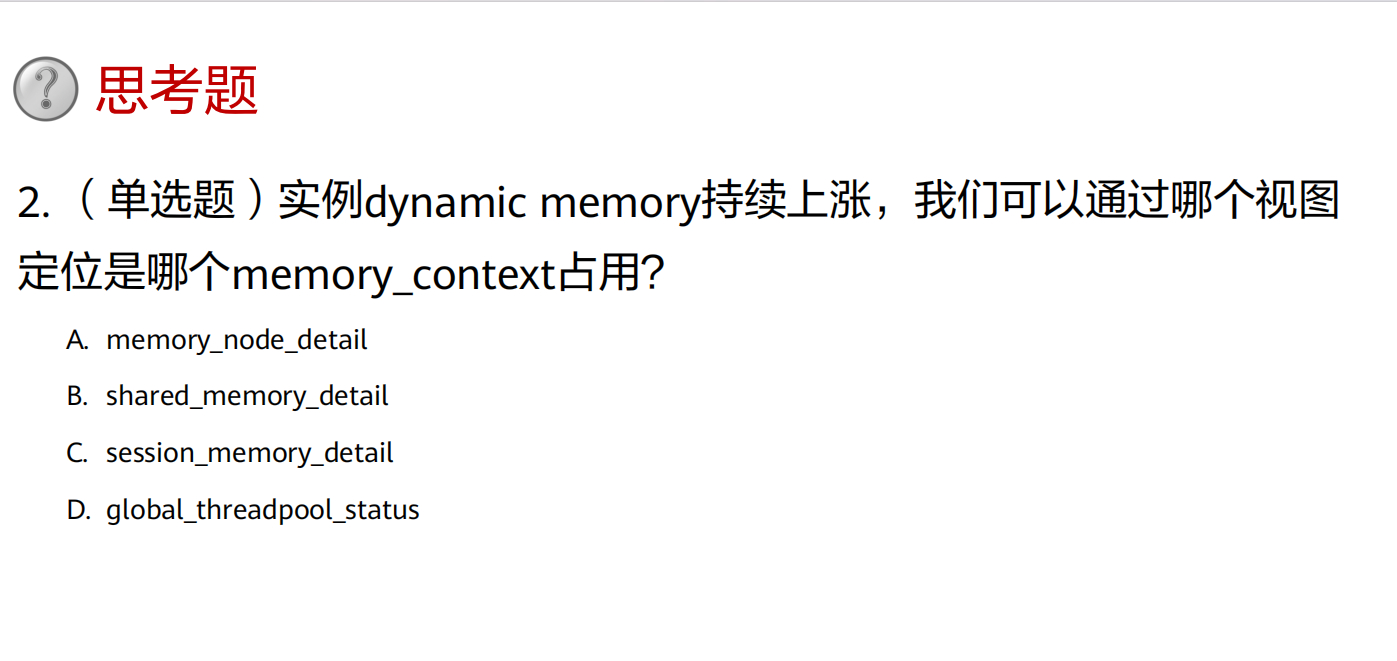 思考题
2. （单选题）实例dynamic memory持续上涨，我们可以通过哪个视图
定位是哪个memory_context占用？
A. memory_node_detail
B. shared_memory_detail
C. session_memory_detail
D. global_threadpool_status